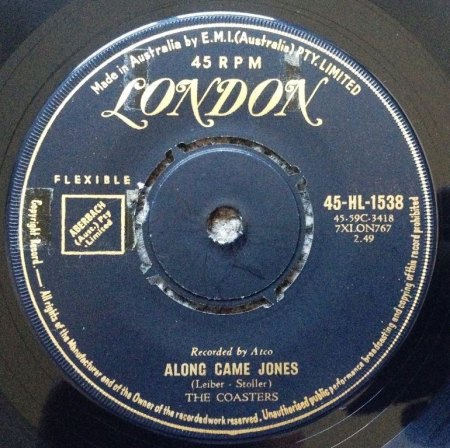 Made in Australia by E.M.I. (Australia) PTY. LIMITED
45 RPM
LONDON
FLEXIBLE
ABERBACH
(Aust.) Pty
Limited
45-HL-1538
45-59C-3418
7XLON767
2.49
Recorded by Atco
ALONG CAME JONES
(Leiber - Stoller)
THE COASTERS
Copyright Record — All rights of the Manufacturer and of the Owner of the recorded work reserved. Unauthorised public performance broadcasting and copying of this record prohibited